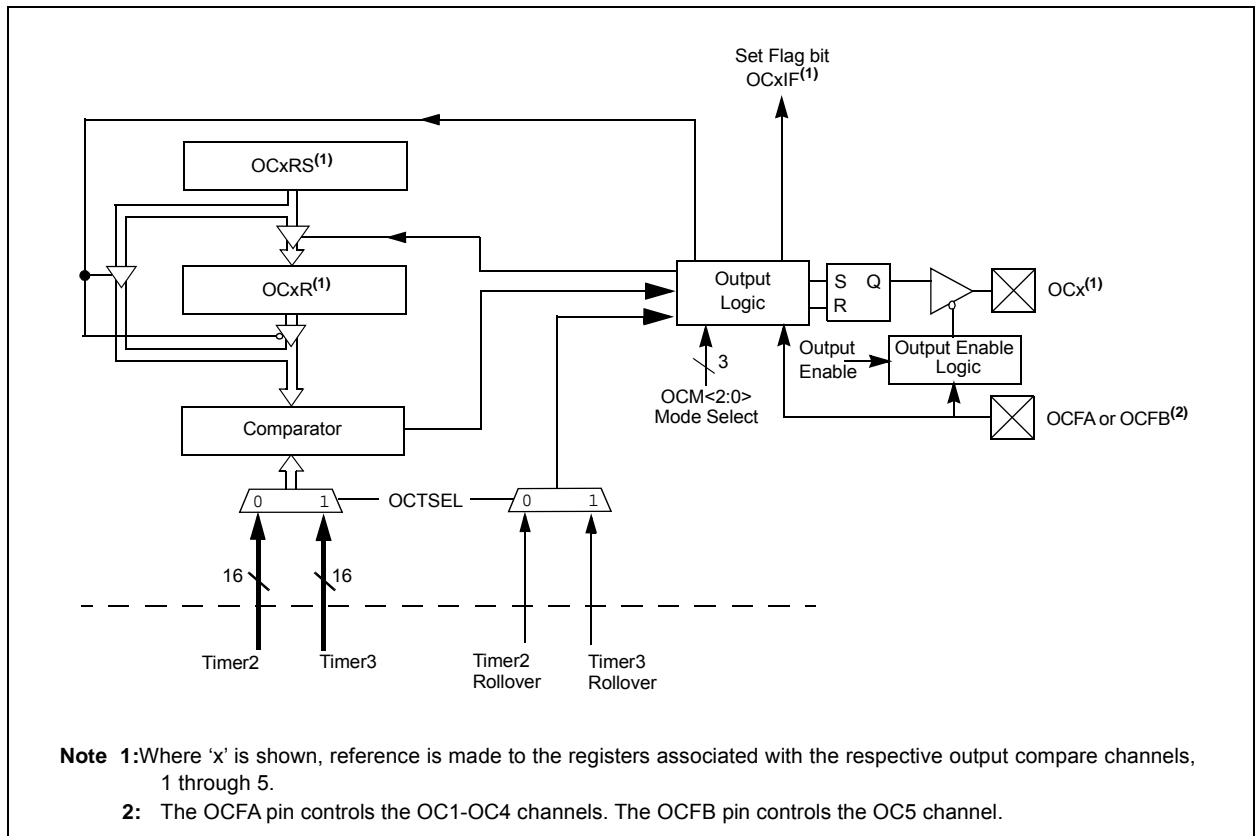 Set Flag bit
OCxIF(1)
OCxRS(1)
OCxR(1)
Output
Logic
S Q
R
OCx(1)
Output
Enable
Output Enable
Logic
3
OCM<2:0>
Mode Select
OCFA or OCFB(2)
Comparator
0 1
OCTSEL
0 1
16
16
Timer2
Timer3
Timer2
Rollover
Timer3
Rollover
Note 1:Where ‘x’ is shown, reference is made to the registers associated with the respective output compare channels,
1 through 5.
2: The OCFA pin controls the OC1-OC4 channels. The OCFB pin controls the OC5 channel.